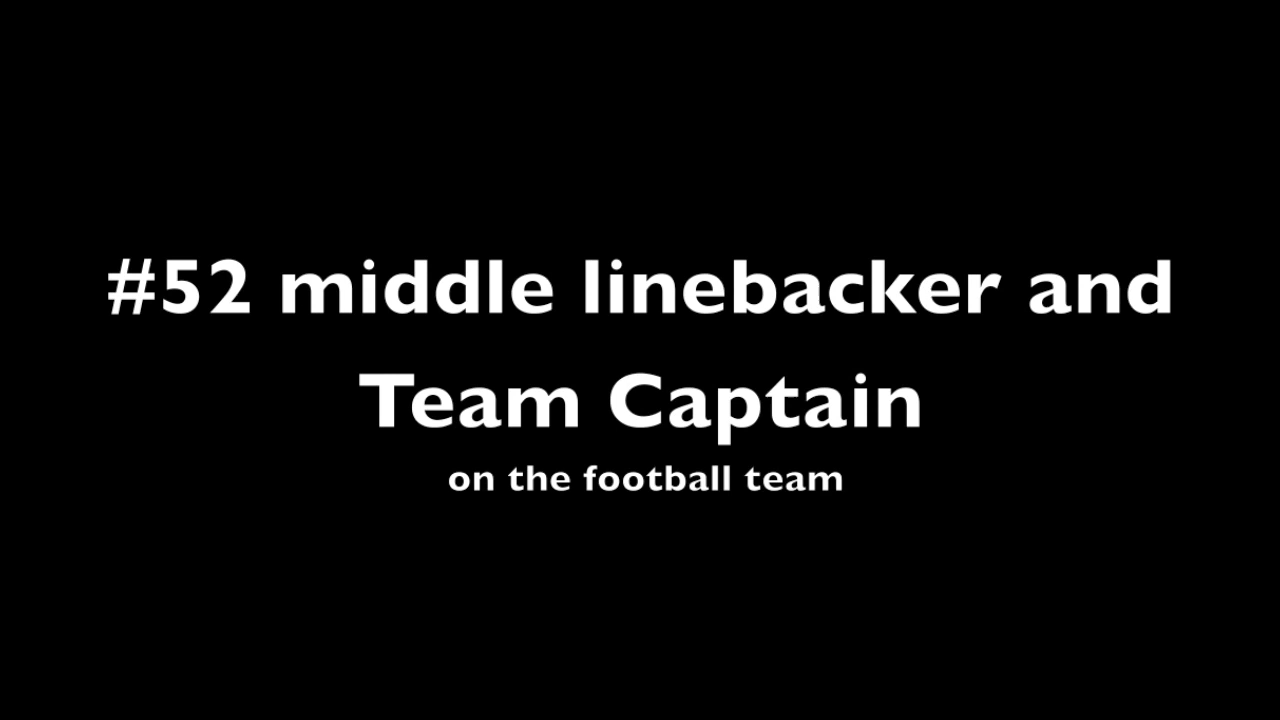 #52 middle linebacker and
Team Captain
on the football team